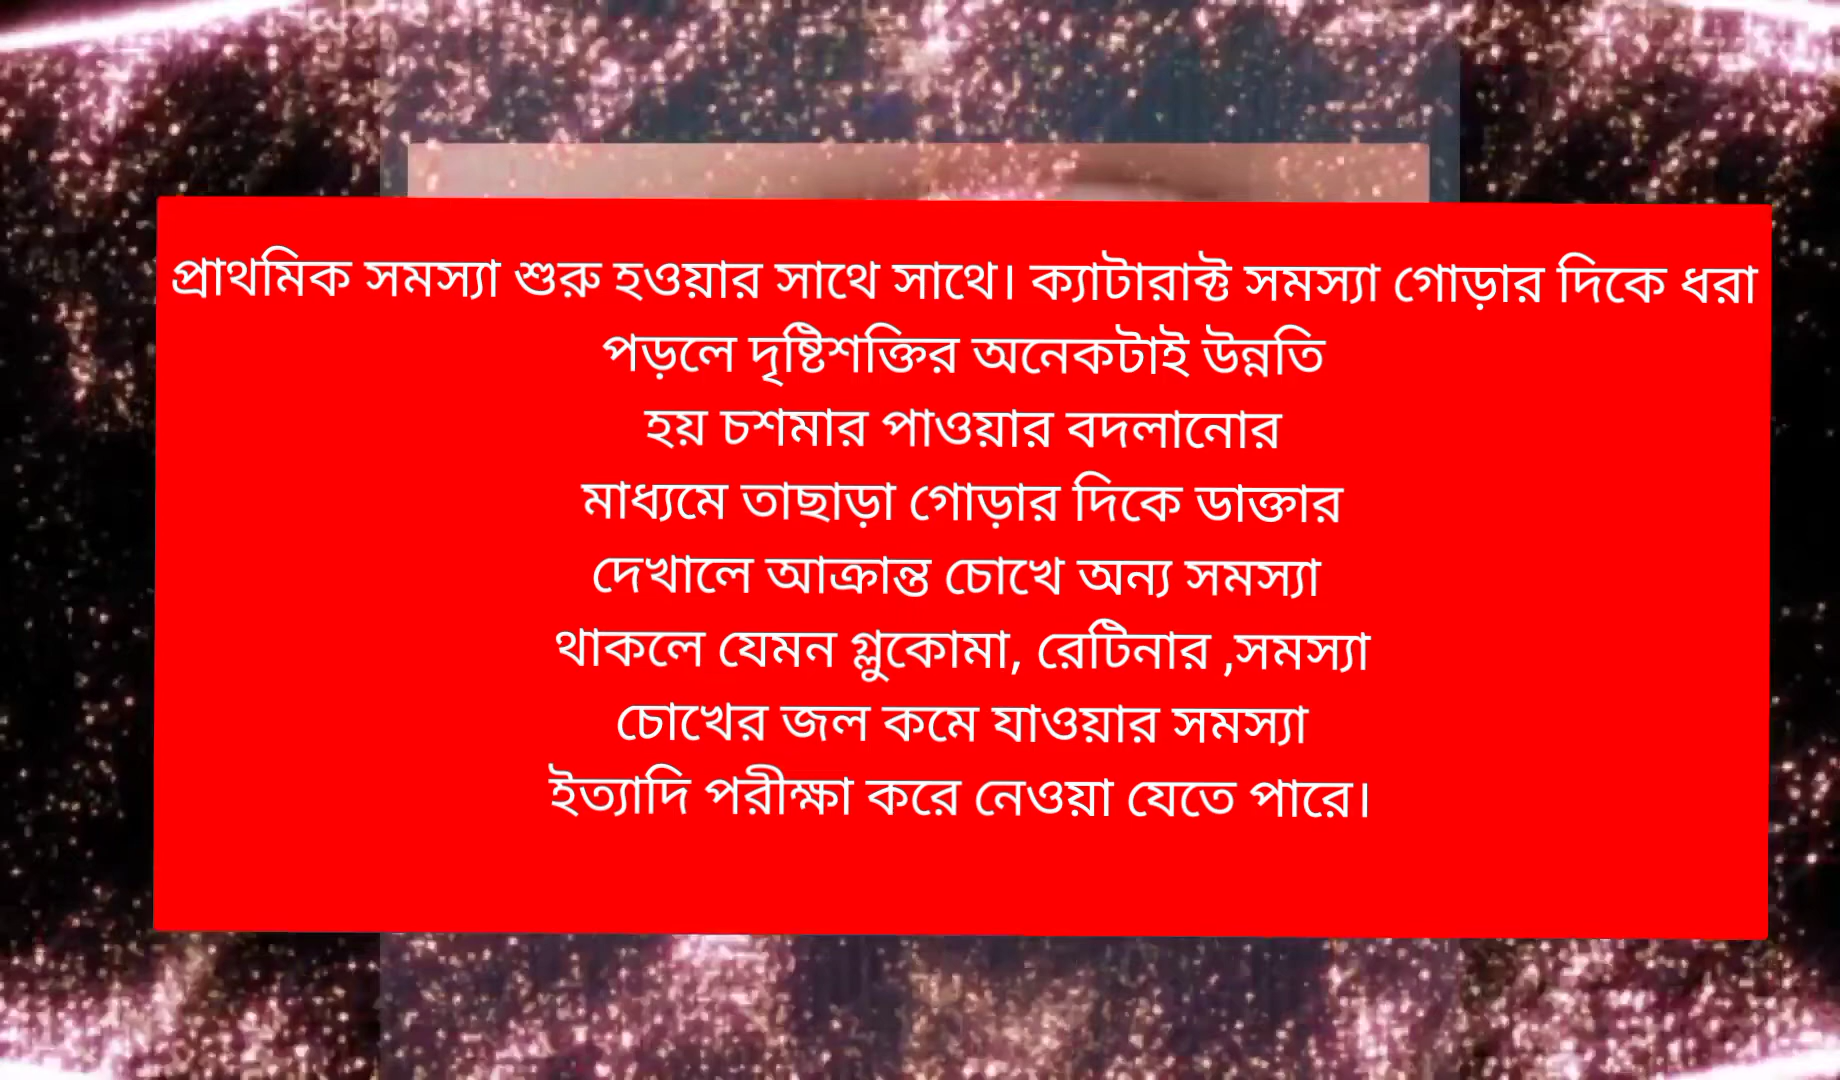 প্রাথমিক সমস্যা শুরু হওয়ার সাথে সাথে। ক্যাটারাক্ট সমস্যা গোড়ার দিকে ধরা
পড়লে দৃষ্টিশক্তির অনেকটাই উন্নতি
হয় চশমার পাওয়ার বদলানোর
মাধ্যমে তাছাড়া গোড়ার দিকে ডাক্তার
দেখালে আক্রান্ত চোখে অন্য সমস্যা
থাকলে যেমন গ্লুকোমা, রেটিনার ,সমস্যা
চোখের জল কমে যাওয়ার সমস্যা
ইত্যাদি পরীক্ষা করে নেওয়া যেতে পারে।